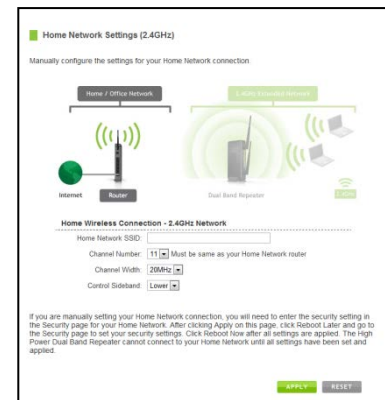 Home Network Settings (2.4GHz)
Manually configure the settings for your Home Network connection
Home / Office Network
2.4GHz Extended Network
Internet
Router
Dual Band Repeater
2.4GHz
Home Wireless Connection - 2.4GHz Network
Home Network SSID:
Channel Number: 11 Must be same as your Home Network router
Channel Width: 20MHz
Control Sideband: Lower
If you are manually setting your Home Network connection, you will need to enter the security setting in
the Security page for your Home Network. After clicking Apply on this page, click Reboot Later and go to
the Security page to set your security settings. Click Reboot Now after all settings are applied. The High
Power Dual Band Repeater cannot connect to your Home Network until all settings have been set and
applied.
APPLY RESET